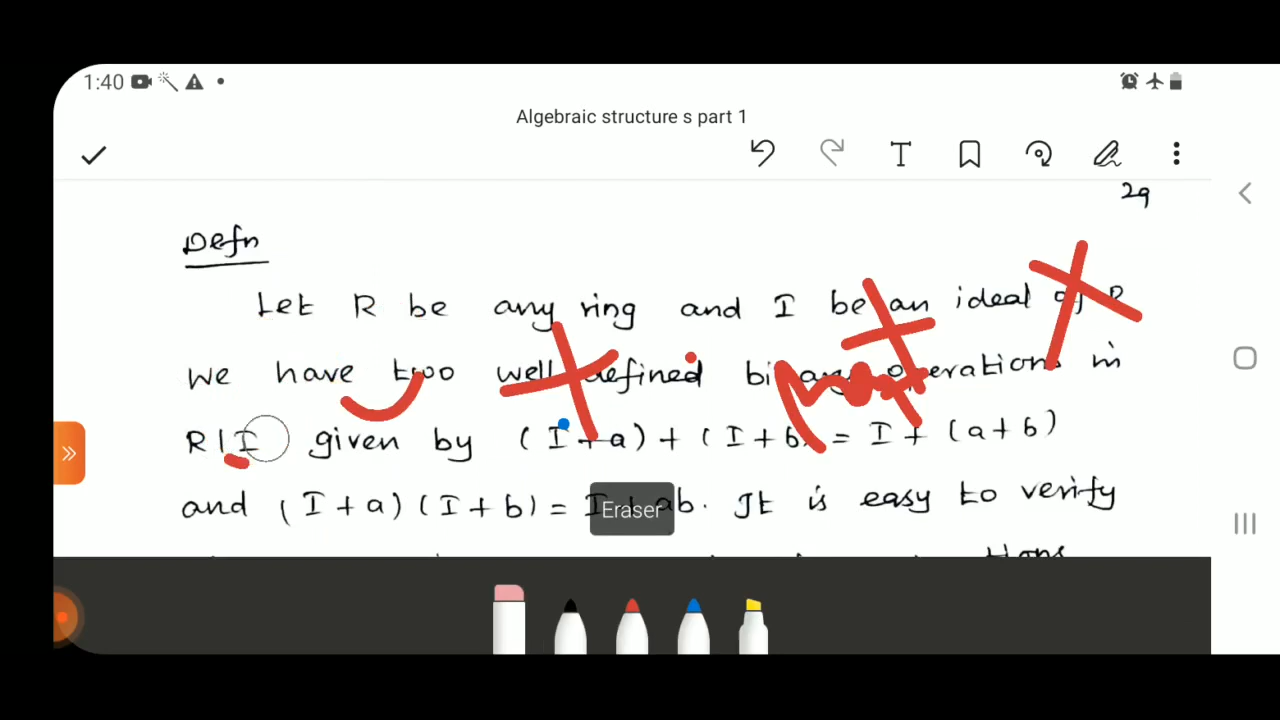 1:40
Algebraic structure s part 1
29
Defn
Let R be any ring and I be an ideal of R
We have two well defined binary operations in
R|I given by (I+a)+(I+b) = I+(a+b)
and (I+a)(I+b) = I+ab. It is easy to verify
tions
Eraser